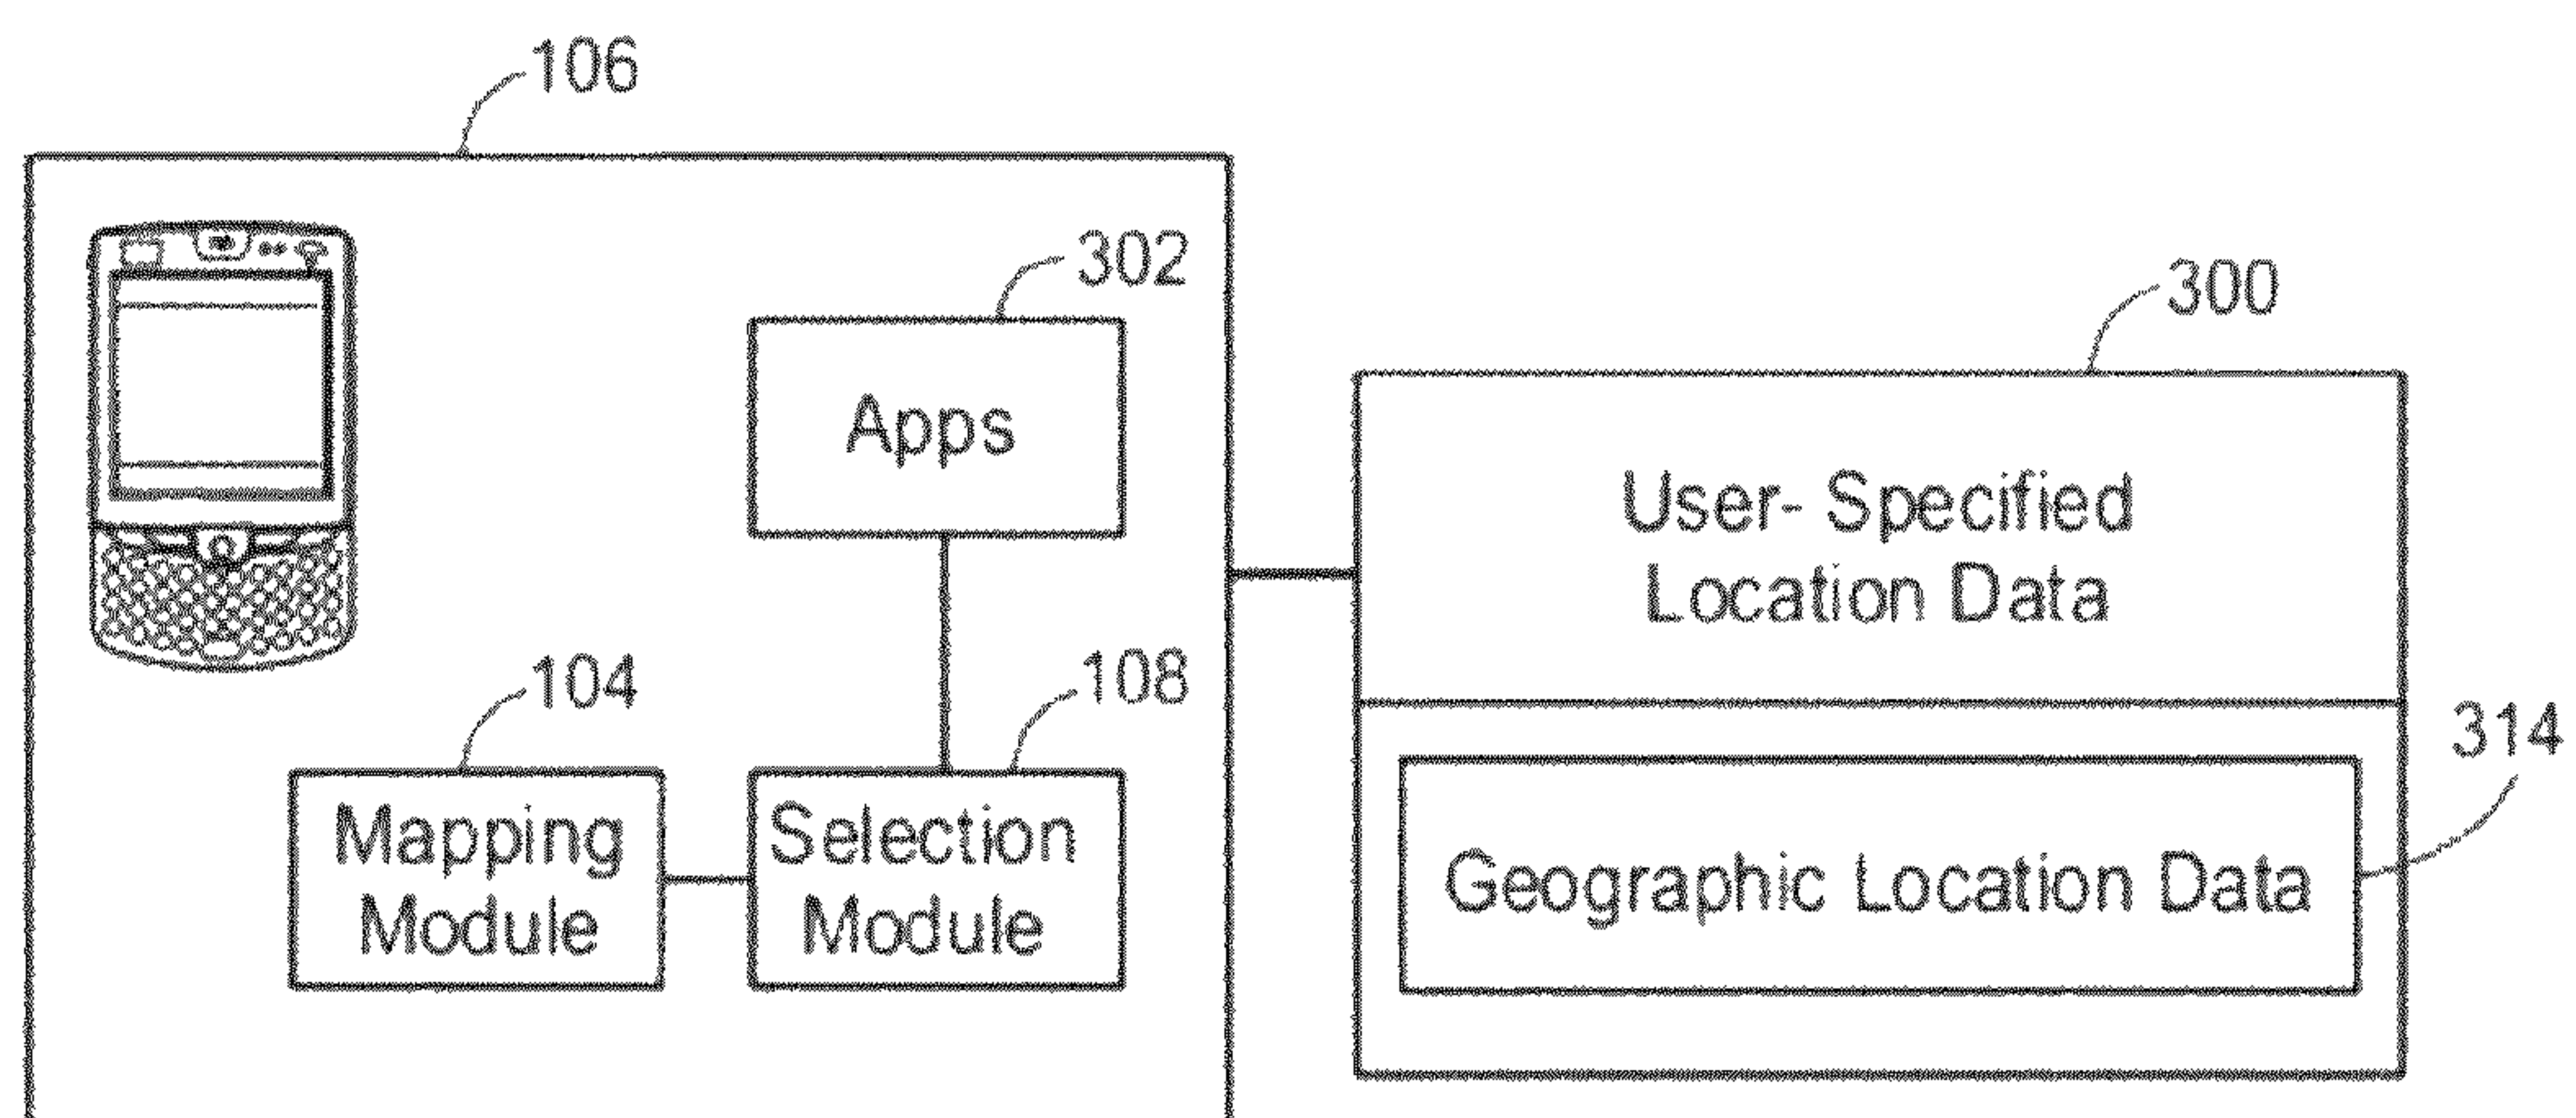 106
302
Apps
300
User- Specified
Location Data
104
Mapping
Module
108
Selection
Module
314
Geographic Location Data